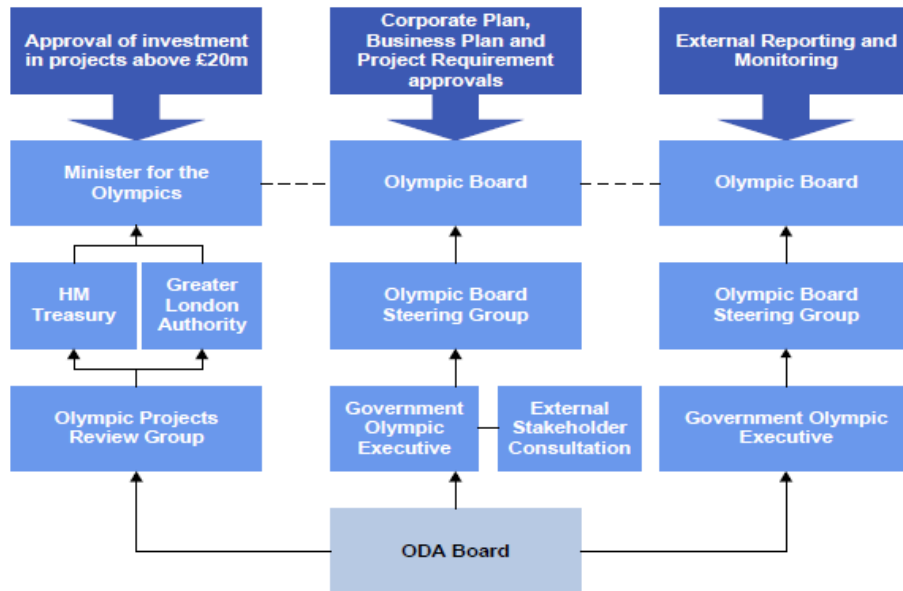 Approval of investment
in projects above £20m
Corporate Plan,
Business Plan and
Project Requirement
approvals
External Reporting and
Monitoring
Minister for the
Olympics
Olympic Board
Olympic Board
HM
Treasury
Greater
London
Authority
Olympic Board
Steering Group
Olympic Board
Steering Group
Olympic Projects
Review Group
Government
Olympic
Executive
External
Stakeholder
Consultation
Government Olympic
Executive
ODA Board